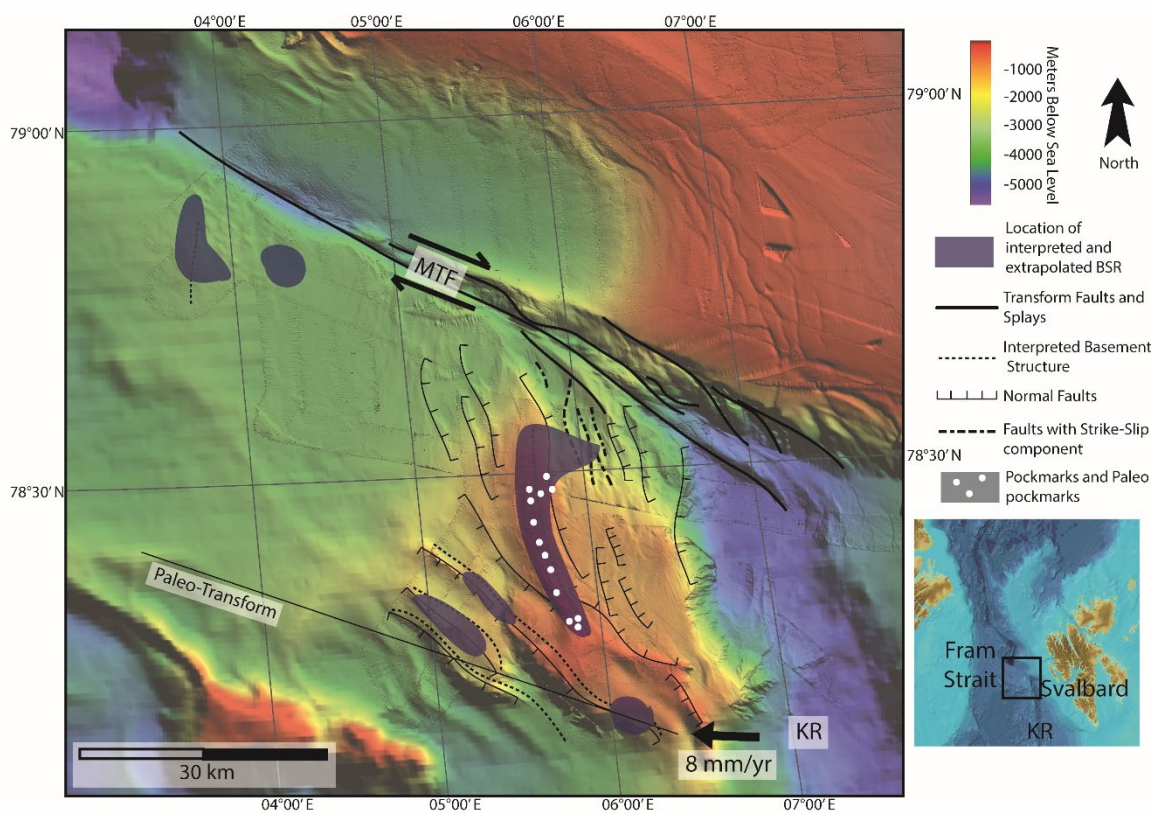 04°00′ E
05°00′ E
06°00′ E
07°00′ E
79°00′ N
79°00′ N
78°30′ N
78°30′ N
MTF
Paleo-Transform
KR
8 mm/yr
30 km
04°00′ E
05°00′ E
06°00′ E
07°00′ E
-1000
-2000
-3000
-4000
-5000
Meters Below Sea Level
North
Location of
interpreted and
extrapolated BSR
Transform Faults and
Splays
Interpreted Basement
Structure
Normal Faults
Faults with Strike-Slip
component
Pockmarks and Paleo
pockmarks
Fram
Strait
Svalbard
KR